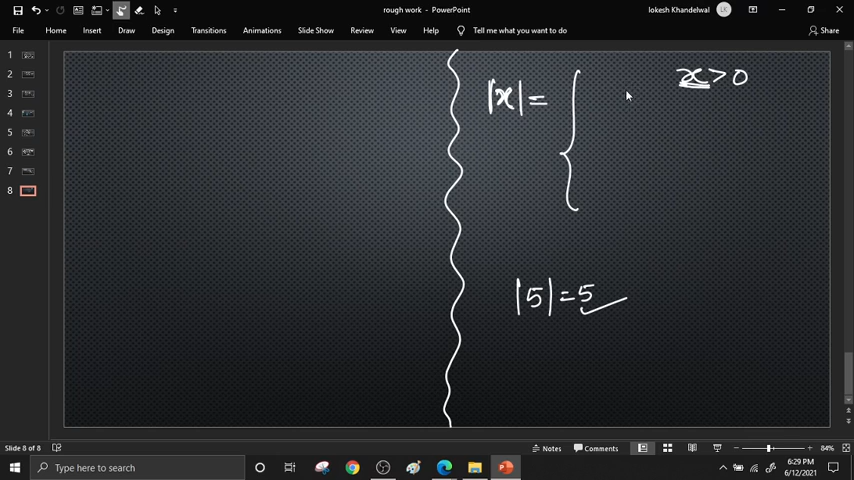 rough work - PowerPoint
lokesh Khandelwal
LK
File Home Insert Draw Design Transitions Animations Slide Show Review View Help Tell me what you want to do Share
1
2
3
4
5
6
7
8
|x| = {
x > 0
|5| = 5
Slide 8 of 8 Notes Comments 84%
Type here to search
6:29 PM
6/12/2021